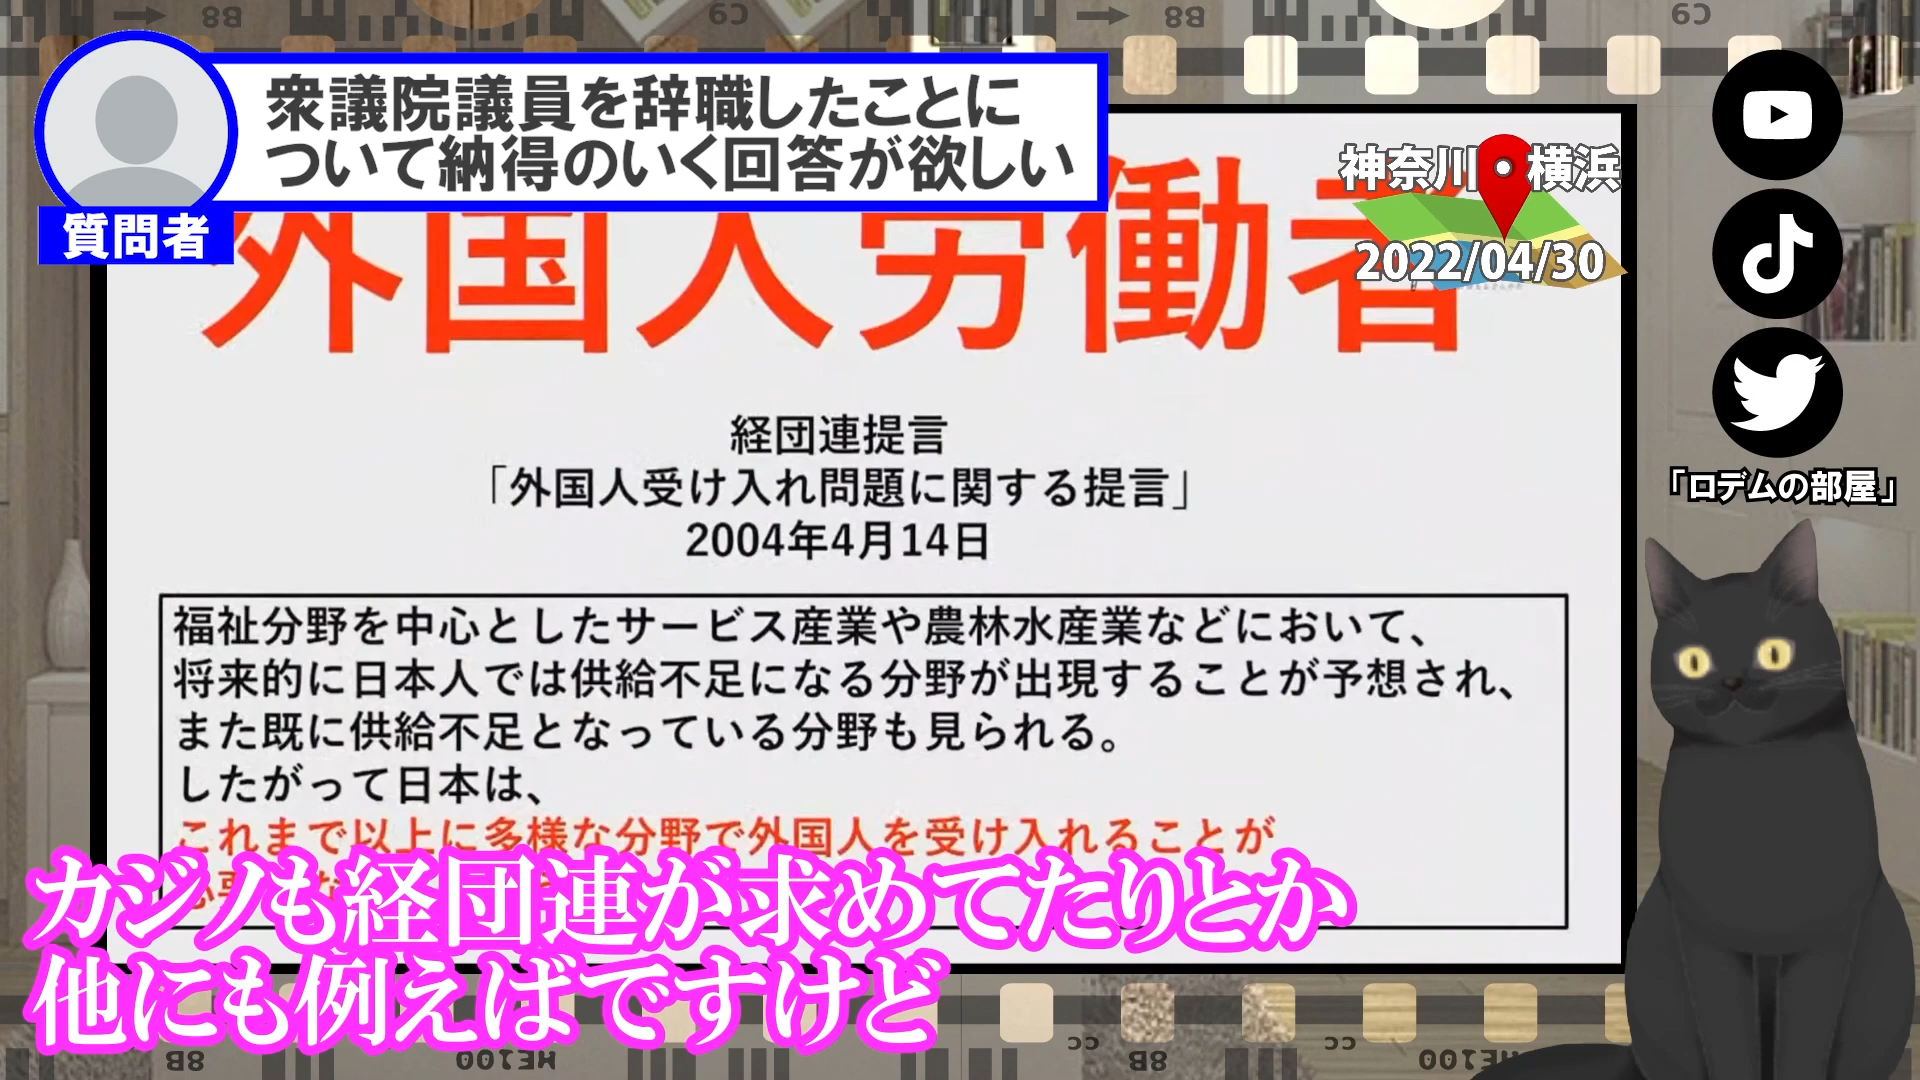 衆議院議員を辞職したことに
ついて納得のいく回答が欲しい
質問者
神奈川・横浜
2022/04/30
外国人労働者
経団連提言
「外国人受け入れ問題に関する提言」
2004年4月14日
福祉分野を中心としたサービス産業や農林水産業などにおいて、
将来的に日本人では供給不足になる分野が出現することが予想され、
また既に供給不足となっている分野も見られる。
したがって日本は、
これまで以上に多様な分野で外国人を受け入れることが
カジノも経団連が求めてたりとか
他にも例えばですけど
「ロデムの部屋」